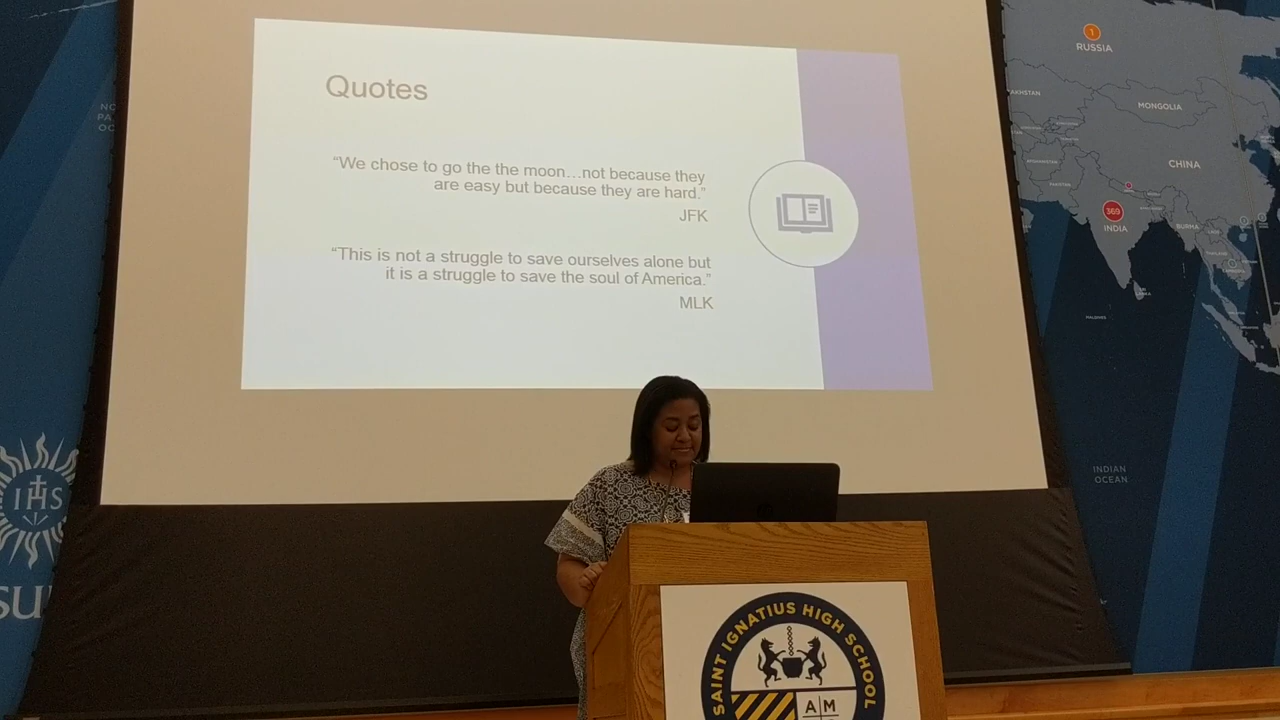 Quotes
“We chose to go the the moon...not because they
are easy but because they are hard.”
JFK
“This is not a struggle to save ourselves alone but
it is a struggle to save the soul of America.”
MLK
1
RUSSIA
MONGOLIA
CHINA
369
INDIA
BURMA
INDIAN
OCEAN
IHS
SAINT IGNATIUS HIGH SCHOOL
A M